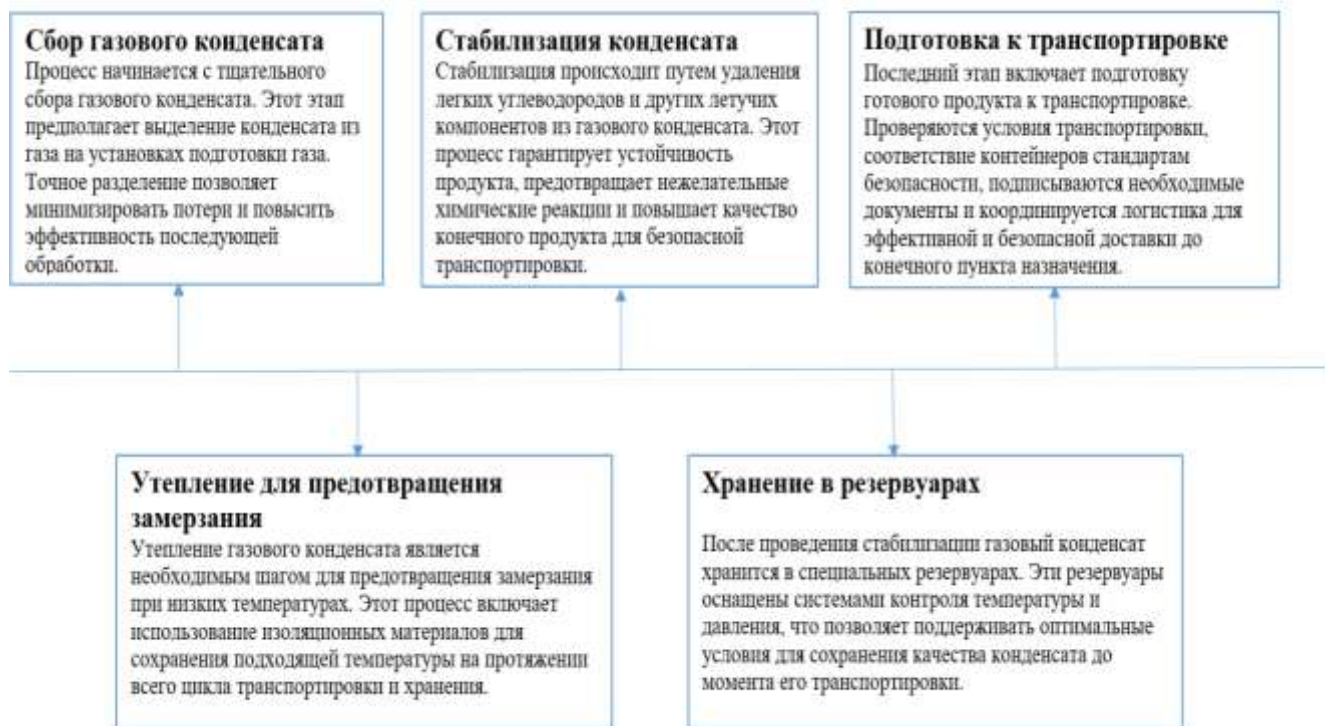 Сбор газового конденсата
Процесс начинается с тщательного
сбора газового конденсата. Этот этап
предполагает выделение конденсата из
газа на установках подготовки газа.
Точное разделение позволяет
минимизировать потери и повысить
эффективность последующей
обработки.
Стабилизация конденсата
Стабилизация происходит путем удаления
легких углеводородов и других летучих
компонентов из газового конденсата. Этот
процесс гарантирует устойчивость
продукта, предотвращает нежелательные
химические реакции и повышает качество
конечного продукта для безопасной
транспортировки.
Подготовка к транспортировке
Последний этап включает подготовку
готового продукта к транспортировке.
Проверяются условия транспортировки,
соответствие контейнеров стандартам
безопасности, подписываются необходимые
документы и координируется логистика для
эффективной и безопасной доставки до
конечного пункта назначения.
Утепление для предотвращения
замерзания
Утепление газового конденсата является
необходимым шагом для предотвращения замерзания
при низких температурах. Этот процесс включает
использование изоляционных материалов для
сохранения подходящей температуры на протяжении
всего цикла транспортировки и хранения.
Хранение в резервуарах
После проведения стабилизации газовый конденсат
хранится в специальных резервуарах. Эти резервуары
оснащены системами контроля температуры и
давления, что позволяет поддерживать оптимальные
условия для сохранения качества конденсата до
момента его транспортировки.